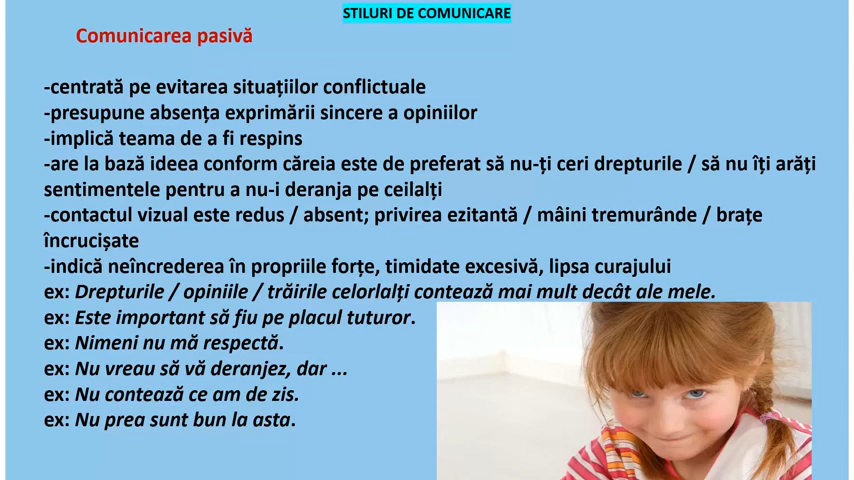 STILURI DE COMUNICARE
Comunicarea pasivă
-centrată pe evitarea situațiilor conflictuale
-presupune absența exprimării sincere a opiniilor
-implică teama de a fi respins
-are la bază ideea conform căreia este de preferat să nu-ți ceri drepturile / să nu îți arăți
sentimentele pentru a nu-i deranja pe ceilalți
-contactul vizual este redus / absent; privirea ezitantă / mâini tremurânde / brațe
încrucișate
-indică neîncrederea în propriile forțe, timidate excesivă, lipsa curajului
ex: Drepturile / opiniile / trăirile celorlalți contează mai mult decât ale mele.
ex: Este important să fiu pe placul tuturor.
ex: Nimeni nu mă respectă.
ex: Nu vreau să vă deranjez, dar ...
ex: Nu contează ce am de zis.
ex: Nu prea sunt bun la asta.